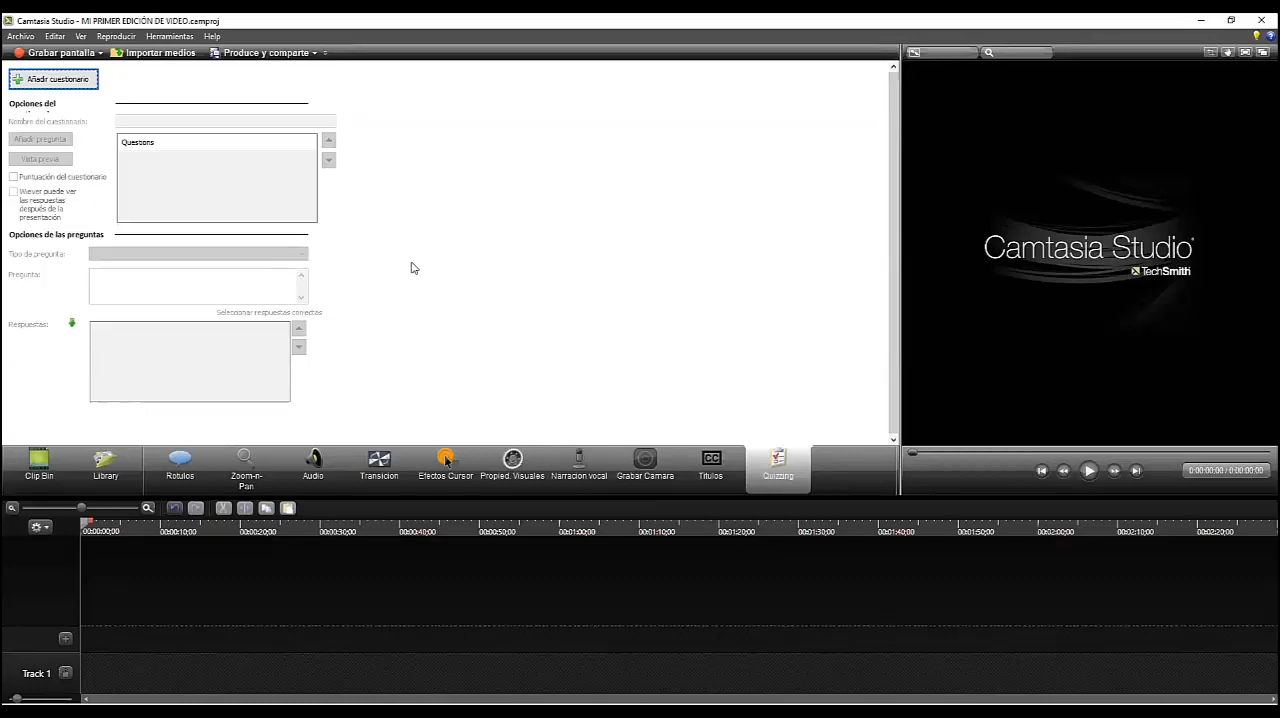 Camtasia Studio - MI PRIMER EDICIÓN DE VIDEO.camproj
Archivo Editar Ver Reproducir Herramientas Help
Grabar pantalla Importar medios Produce y comparte
Añadir cuestionario
Opciones del
Nombre del cuestionario:
Añadir pregunta
Questions
Vista previa
Puntuación del cuestionario
Wiever puede ver
las respuestas
después de la
presentación
Opciones de las preguntas
Tipo de pregunta:
Pregunta:
Seleccionar respuestas correctas
Respuestas:
Camtasia Studio®
TechSmith
Clip Bin Library Rotulos Zoom-n-Pan Audio Transicion Efectos Cursor Propied. Visuales Narracion vocal Grabar Camara CC Titulos Quizzing
0:00:00;00 / 0:00:00;00
00:00:00;00 00:00:10;00 00:00:20;00 00:00:30;00 00:00:40;00 00:00:50;00 00:01:00;00 00:01:10;00 00:01:20;00 00:01:30;00 00:01:40;00 00:01:50;00 00:02:00;00 00:02:10;00 00:02:20;00
Track 1